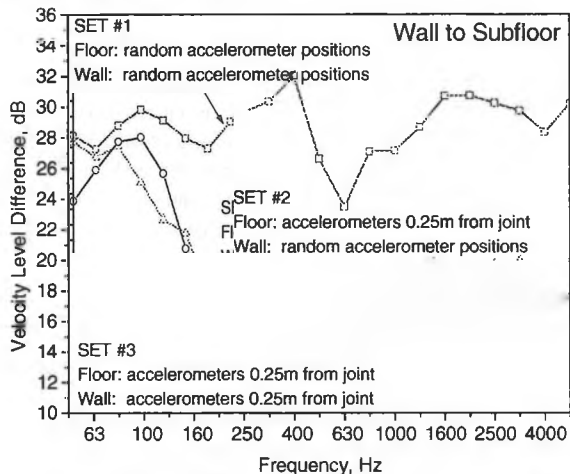 Wall to Subfloor
SET #1
Floor: random accelerometer positions
Wall: random accelerometer positions
SET #2
Floor: accelerometers 0.25m from joint
Wall: random accelerometer positions
SET #3
Floor: accelerometers 0.25m from joint
Wall: accelerometers 0.25m from joint
Velocity Level Difference, dB
36
34
32
30
28
26
24
22
20
18
16
14
12
10
63 100 160 250 400 630 1000 1600 2500 4000
Frequency, Hz